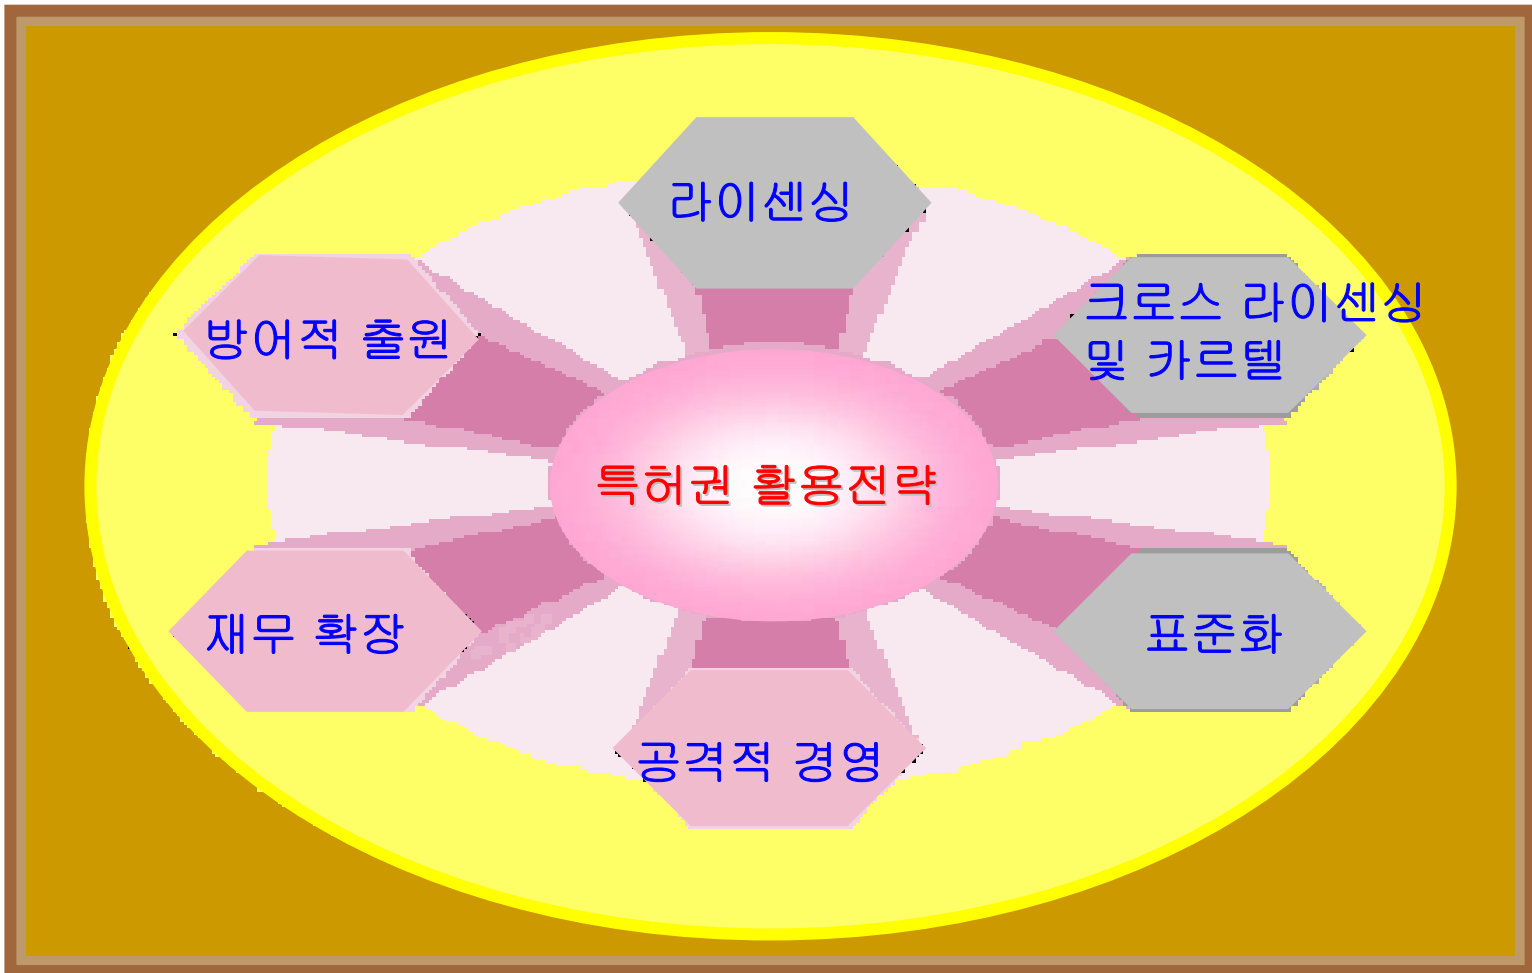 라이센싱
방어적 출원
크로스 라이센싱
및 카르텔
특허권 활용전략
재무 확장
표준화
공격적 경영